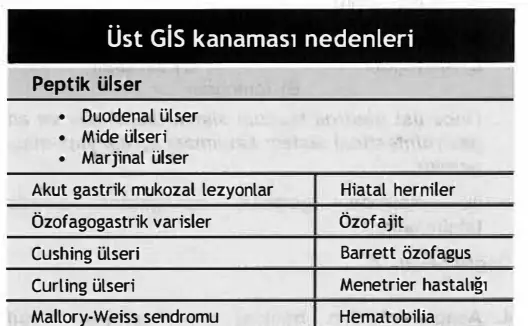 Üst GİS kanaması nedenleri
Peptik ülser
• Duodenal ülser
• Mide ülseri
• Marjinal ülser
Akut gastrik mukozal lezyonlar Hiatal herniler
Özofagogastrik varisler Özofajit
Cushing ülseri Barrett özofagus
Curling ülseri Menetrier hastalığı
Mallory-Weiss sendromu Hematobilia